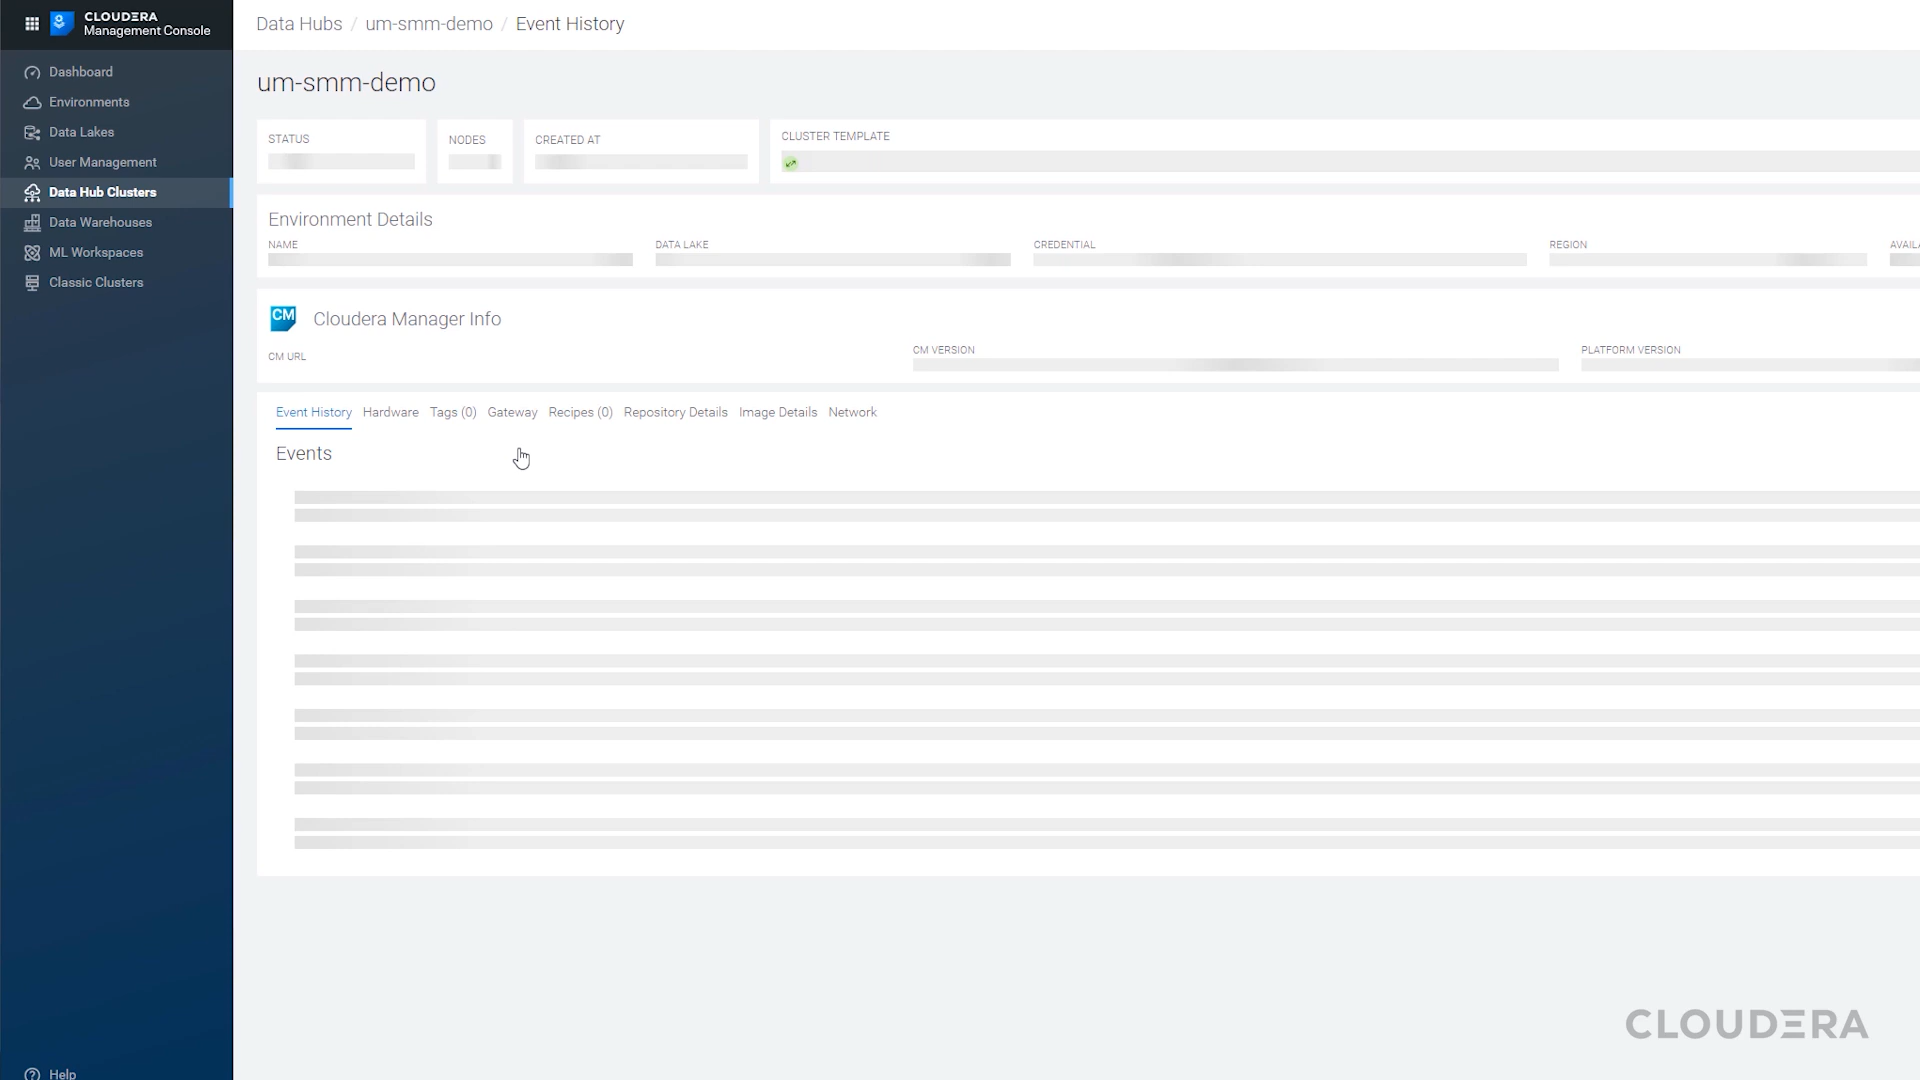 CLOUDERA
Management Console
Dashboard
Environments
Data Lakes
User Management
Data Hub Clusters
Data Warehouses
ML Workspaces
Classic Clusters
Help
Data Hubs / um-smm-demo / Event History
um-smm-demo
STATUS
NODES
CREATED AT
CLUSTER TEMPLATE
Environment Details
NAME
DATA LAKE
CREDENTIAL
REGION
AVAILA
CM
Cloudera Manager Info
CM URL
CM VERSION
PLATFORM VERSION
Event History Hardware Tags (0) Gateway Recipes (0) Repository Details Image Details Network
Events
CLOUDERA